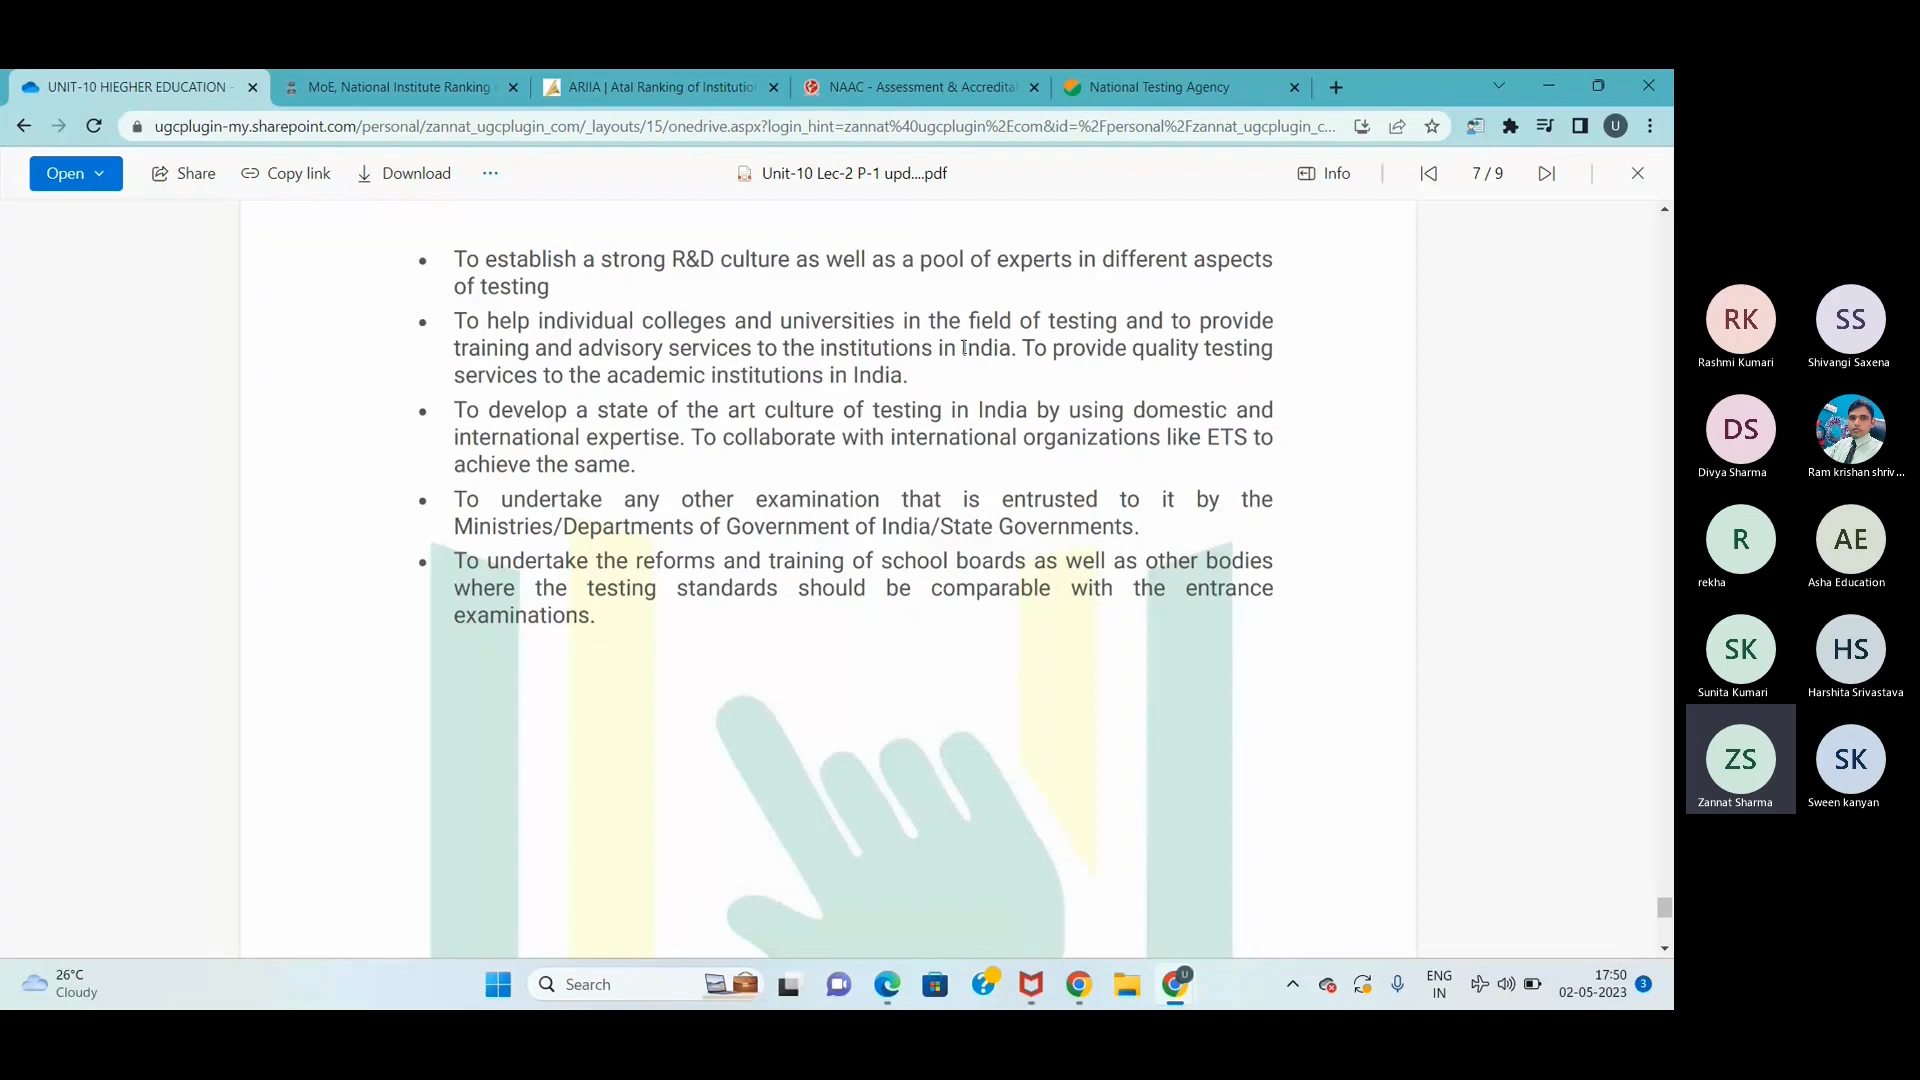 UNIT-10 HIEGHER EDUCATION -
MoE, National Institute Ranking
ARIIA | Atal Ranking of Institutio
NAAC - Assessment & Accredita
National Testing Agency
ugcplugin-my.sharepoint.com/personal/zannat_ugcplugin_com/_layouts/15/onedrive.aspx?login_hint=zannat%40ugcplugin%2Ecom&id=%2Fpersonal%2Fzannat_ugcplugin_c...
U
Open
Share
Copy link
Download
...
Unit-10 Lec-2 P-1 upd....pdf
Info
7 / 9
• To establish a strong R&D culture as well as a pool of experts in different aspects
of testing
• To help individual colleges and universities in the field of testing and to provide
training and advisory services to the institutions in India. To provide quality testing
services to the academic institutions in India.
• To develop a state of the art culture of testing in India by using domestic and
international expertise. To collaborate with international organizations like ETS to
achieve the same.
• To undertake any other examination that is entrusted to it by the
Ministries/Departments of Government of India/State Governments.
• To undertake the reforms and training of school boards as well as other bodies
where the testing standards should be comparable with the entrance
examinations.
RK
Rashmi Kumari
SS
Shivangi Saxena
DS
Divya Sharma
Ram krishan shriv...
R
rekha
AE
Asha Education
SK
Sunita Kumari
HS
Harshita Srivastava
ZS
Zannat Sharma
SK
Sween kanyan
26°C
Cloudy
Search
U
ENG
IN
17:50
02-05-2023
3